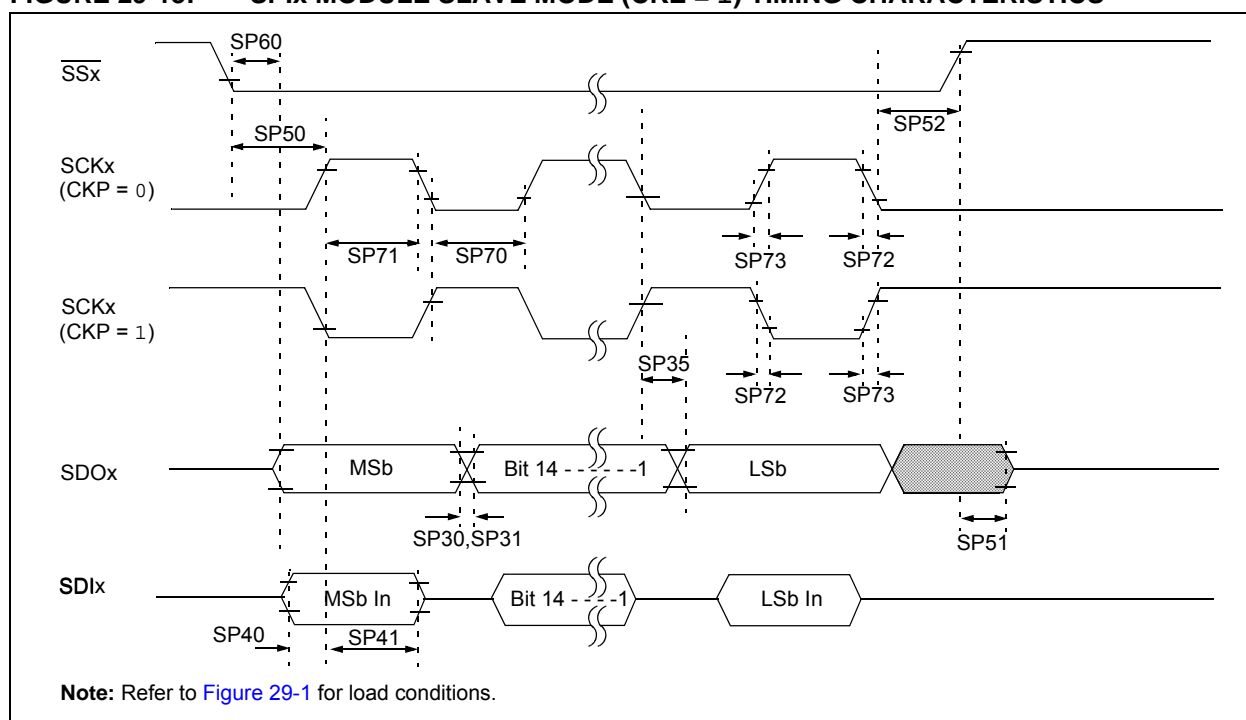 SP60
SSx
SP52
SP50
SCKx
(CKP = 0)
SP71
SP70
SP73
SP72
SCKx
(CKP = 1)
SP35
SP72
SP73
SDOx
MSb
Bit 14 - - - - - -1
LSb
SP30,SP31
SP51
SDIx
MSb In
Bit 14 - - - -1
LSb In
SP40
SP41
Note: Refer to Figure 29-1 for load conditions.